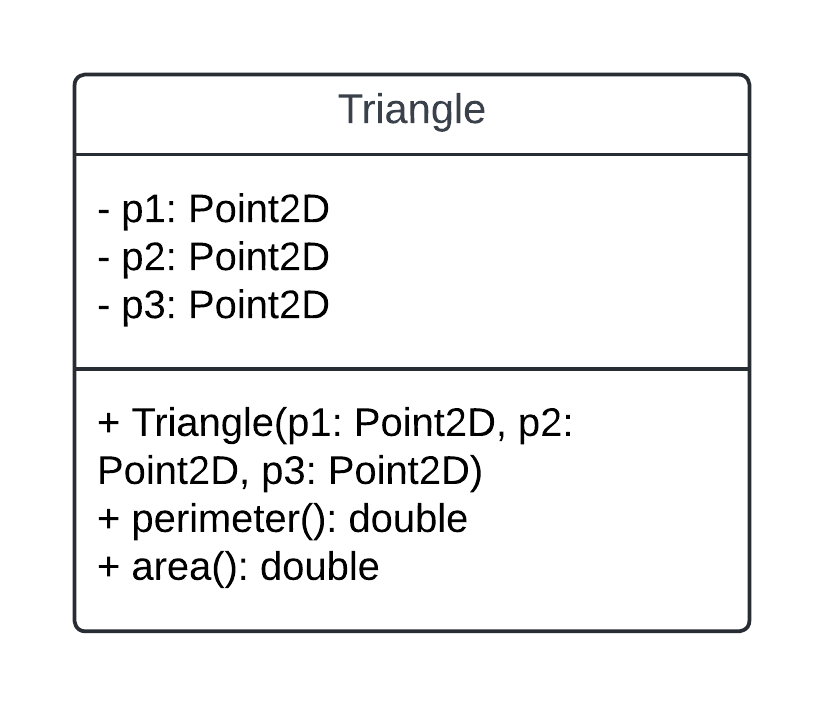 Triangle
- p1: Point2D
- p2: Point2D
- p3: Point2D
+ Triangle(p1: Point2D, p2:
Point2D, p3: Point2D)
+ perimeter(): double
+ area(): double